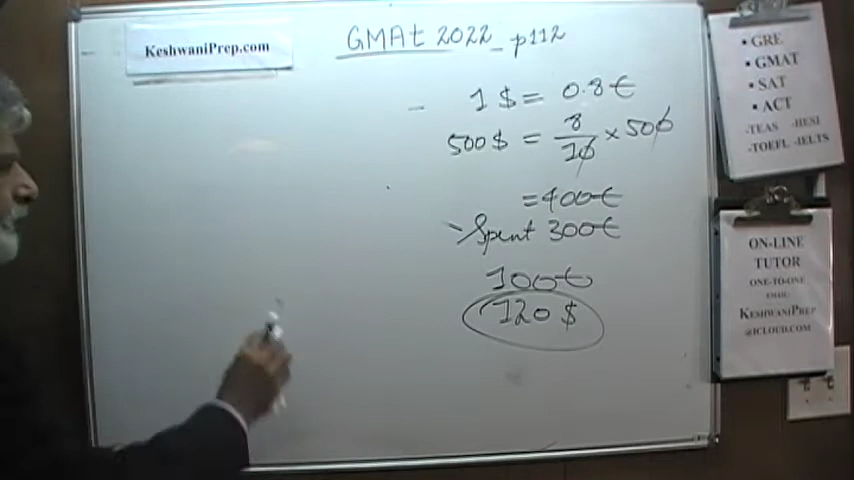 KeshwaniPrep.com
GMAt 2022_p112
1 $ = 0.8€
500 $ = 8/10 × 500
= 400€
Spent 300€
100€
120 $
• GRE
• GMAT
• SAT
• ACT
-TEAS -HESI
-TOEFL -IELTS
ON-LINE
TUTOR
ONE-TO-ONE
EMAIL:
KESHWANIPREP
@ICLOUD.COM